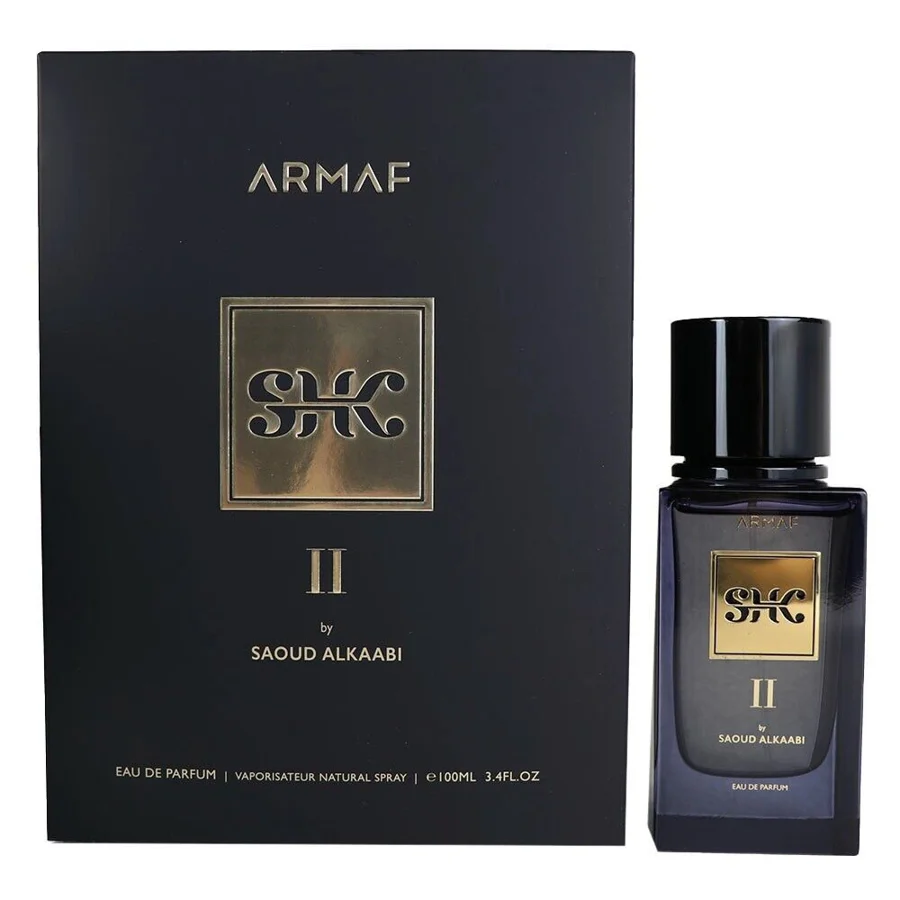 ARMAF
SHC
II
by
SAOUD ALKAABI
EAU DE PARFUM | VAPORISATEUR NATURAL SPRAY | ℮100ML 3.4FL.OZ
ARMAF
SHC
II
by
SAOUD ALKAABI
EAU DE PARFUM